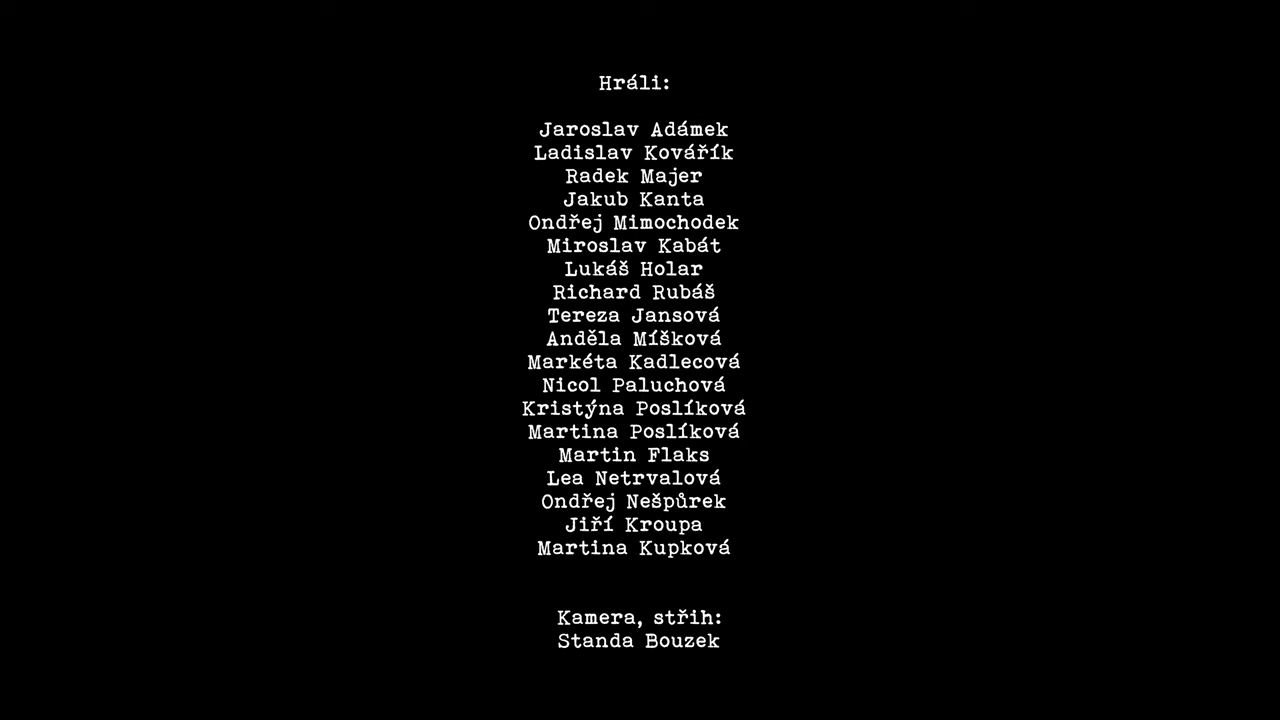 Hráli:
Jaroslav Adámek
Ladislav Kovářík
Radek Majer
Jakub Kanta
Ondřej Mimochodek
Miroslav Kabát
Lukáš Holar
Richard Rubáš
Tereza Jansová
Anděla Míšková
Markéta Kadlecová
Nicol Paluchová
Kristýna Poslíková
Martina Poslíková
Martin Flaks
Lea Netrvalová
Ondřej Nešpůrek
Jiří Kroupa
Martina Kupková
Kamera, střih:
Standa Bouzek